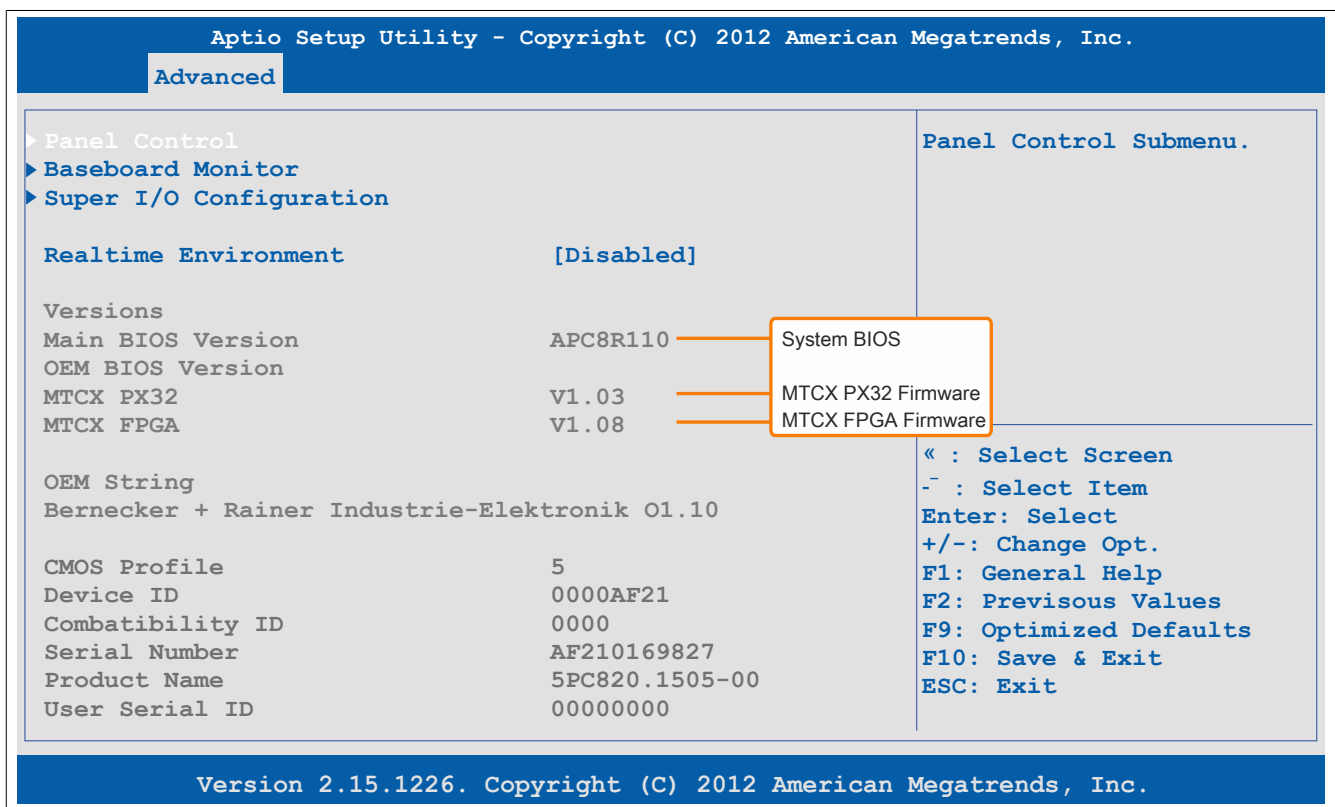 Aptio Setup Utility - Copyright (C) 2012 American Megatrends, Inc.
Advanced
Panel Control
Baseboard Monitor
Super I/O Configuration
Realtime Environment [Disabled]
Versions
Main BIOS Version APC8R110 System BIOS
OEM BIOS Version
MTCX PX32 V1.03 MTCX PX32 Firmware
MTCX FPGA V1.08 MTCX FPGA Firmware
OEM String
Bernecker + Rainer Industrie-Elektronik O1.10
CMOS Profile 5
Device ID 0000AF21
Combatibility ID 0000
Serial Number AF210169827
Product Name 5PC820.1505-00
User Serial ID 00000000
Panel Control Submenu.
« : Select Screen
-¯ : Select Item
Enter: Select
+/-: Change Opt.
F1: General Help
F2: Previsous Values
F9: Optimized Defaults
F10: Save & Exit
ESC: Exit
Version 2.15.1226. Copyright (C) 2012 American Megatrends, Inc.